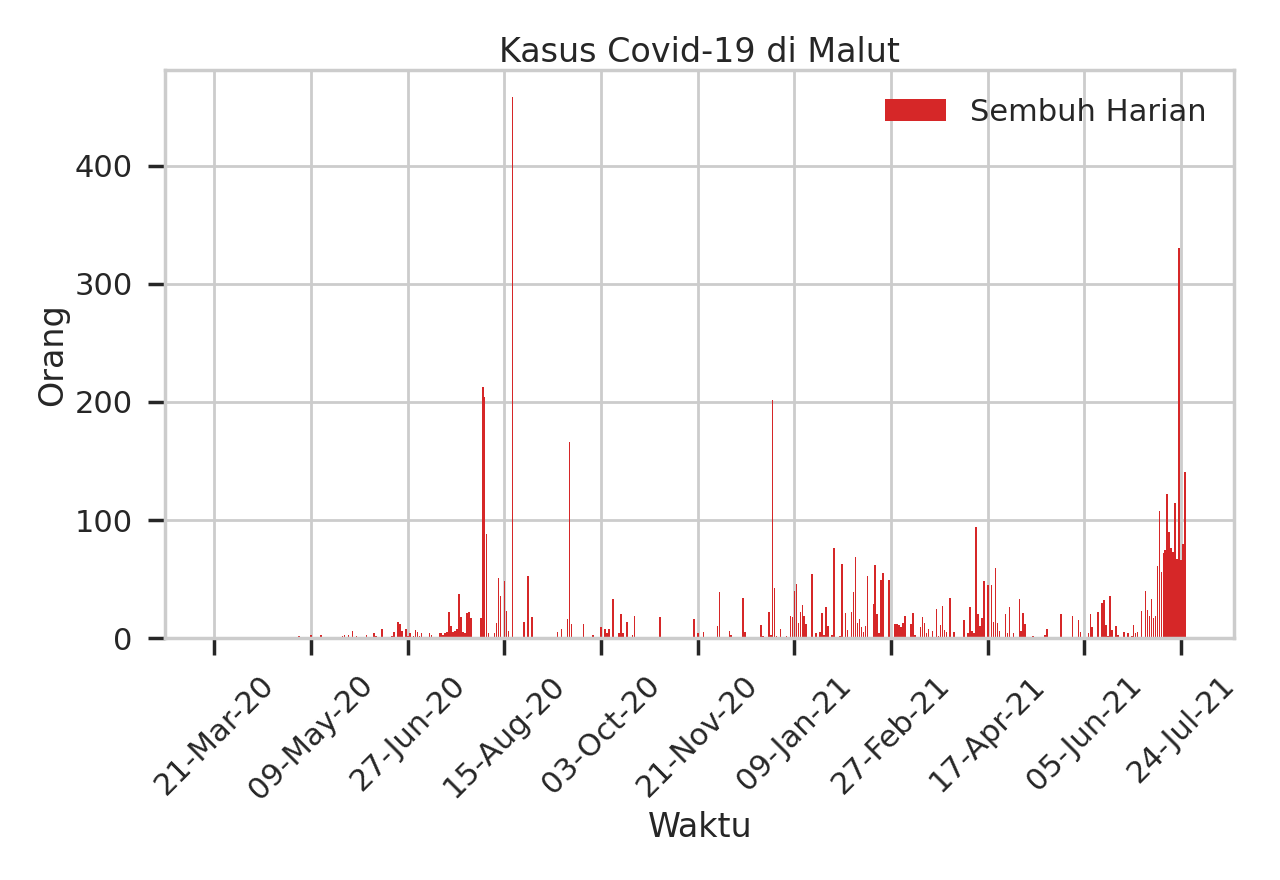 Kasus Covid-19 di Malut
Sembuh Harian
Orang
400
300
200
100
0
21-Mar-20
09-May-20
27-Jun-20
15-Aug-20
03-Oct-20
21-Nov-20
09-Jan-21
27-Feb-21
17-Apr-21
05-Jun-21
24-Jul-21
Waktu